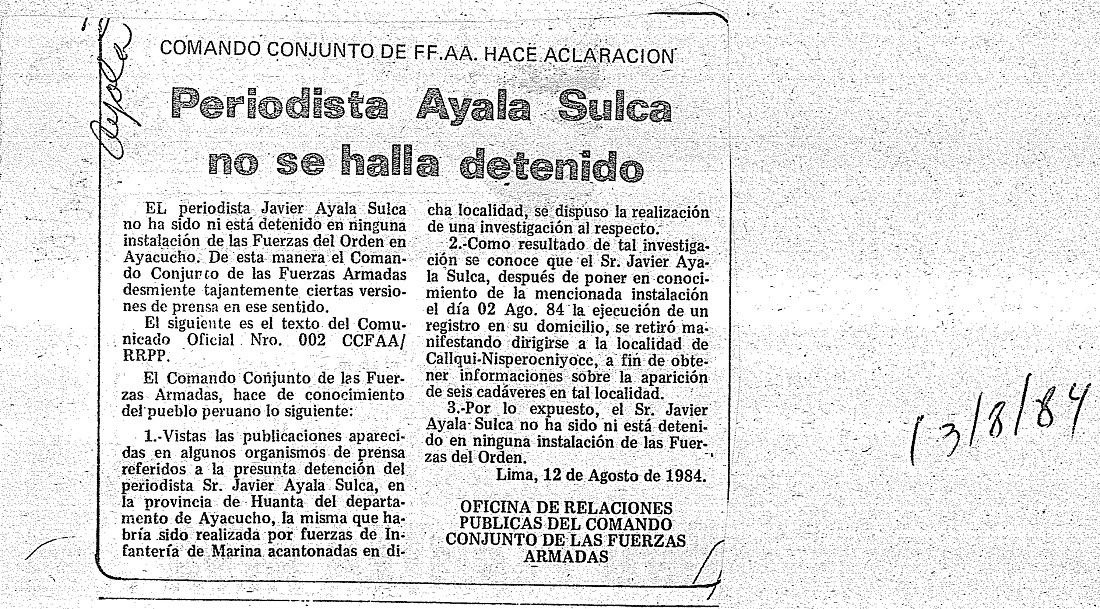 Ayala
COMANDO CONJUNTO DE FF.AA. HACE ACLARACION
Periodista Ayala Sulca
no se halla detenido
EL periodista Javier Ayala Sulca
no ha sido ni está detenido en ninguna
instalación de las Fuerzas del Orden en
Ayacucho. De esta manera el Coman-
do Conjunto de las Fuerzas Armadas
desmiente tajantemente ciertas versio-
nes de prensa en ese sentido.
El siguiente es el texto del Comu-
nicado Oficial Nro. 002 CCFAA/
RRPP.
El Comando Conjunto de las Fuer-
zas Armadas, hace de conocimiento
del pueblo peruano lo siguiente:
1.-Vistas las publicaciones apareci-
das en algunos organismos de prensa
referidos a la presunta detención del
periodista Sr. Javier Ayala Sulca, en
la provincia de Huanta del departa-
mento de Ayacucho, la misma que ha-
bría sido realizada por fuerzas de In-
fantería de Marina acantonadas en di-
cha localidad, se dispuso la realización
de una investigación al respecto.
2.-Como resultado de tal investiga-
ción se conoce que el Sr. Javier Aya-
la Sulca, después de poner en conoci-
miento de la mencionada instalación
el día 02 Ago. 84 la ejecución de un
registro en su domicilio, se retiró ma-
nifestando dirigirse a la localidad de
Callqui-Nisperocniyocc, a fin de obte-
ner informaciones sobre la aparición
de seis cadáveres en tal localidad.
3.-Por lo expuesto, el Sr. Javier
Ayala Sulca no ha sido ni está deteni-
do en ninguna instalación de las Fuer-
zas del Orden.
Lima, 12 de Agosto de 1984.
OFICINA DE RELACIONES
PUBLICAS DEL COMANDO
CONJUNTO DE LAS FUERZAS
ARMADAS
13/8/84